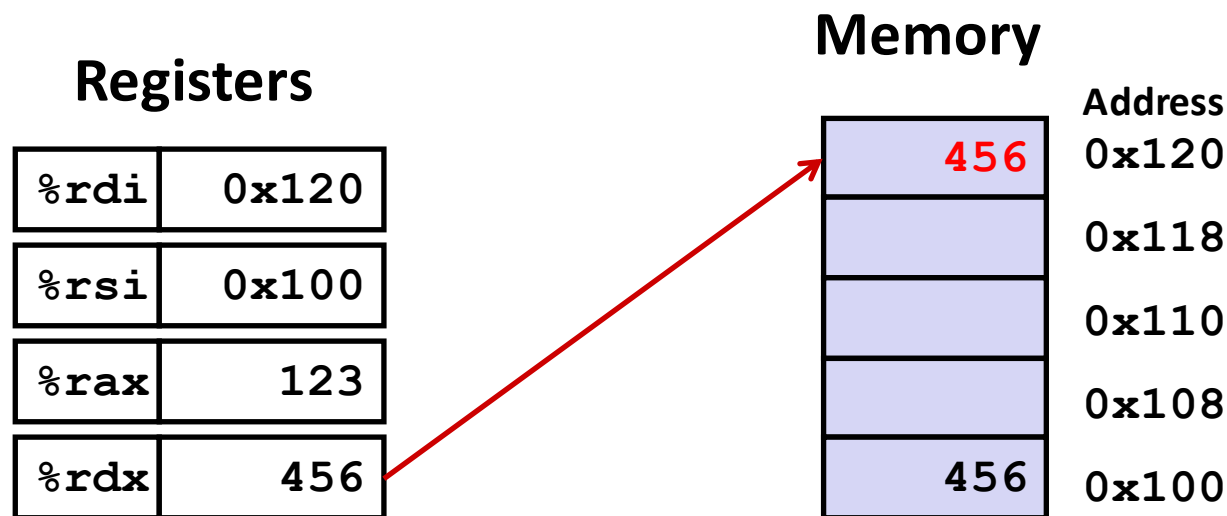 Registers
%rdi 0x120
%rsi 0x100
%rax 123
%rdx 456
Memory
Address
456 0x120
0x118
0x110
0x108
456 0x100